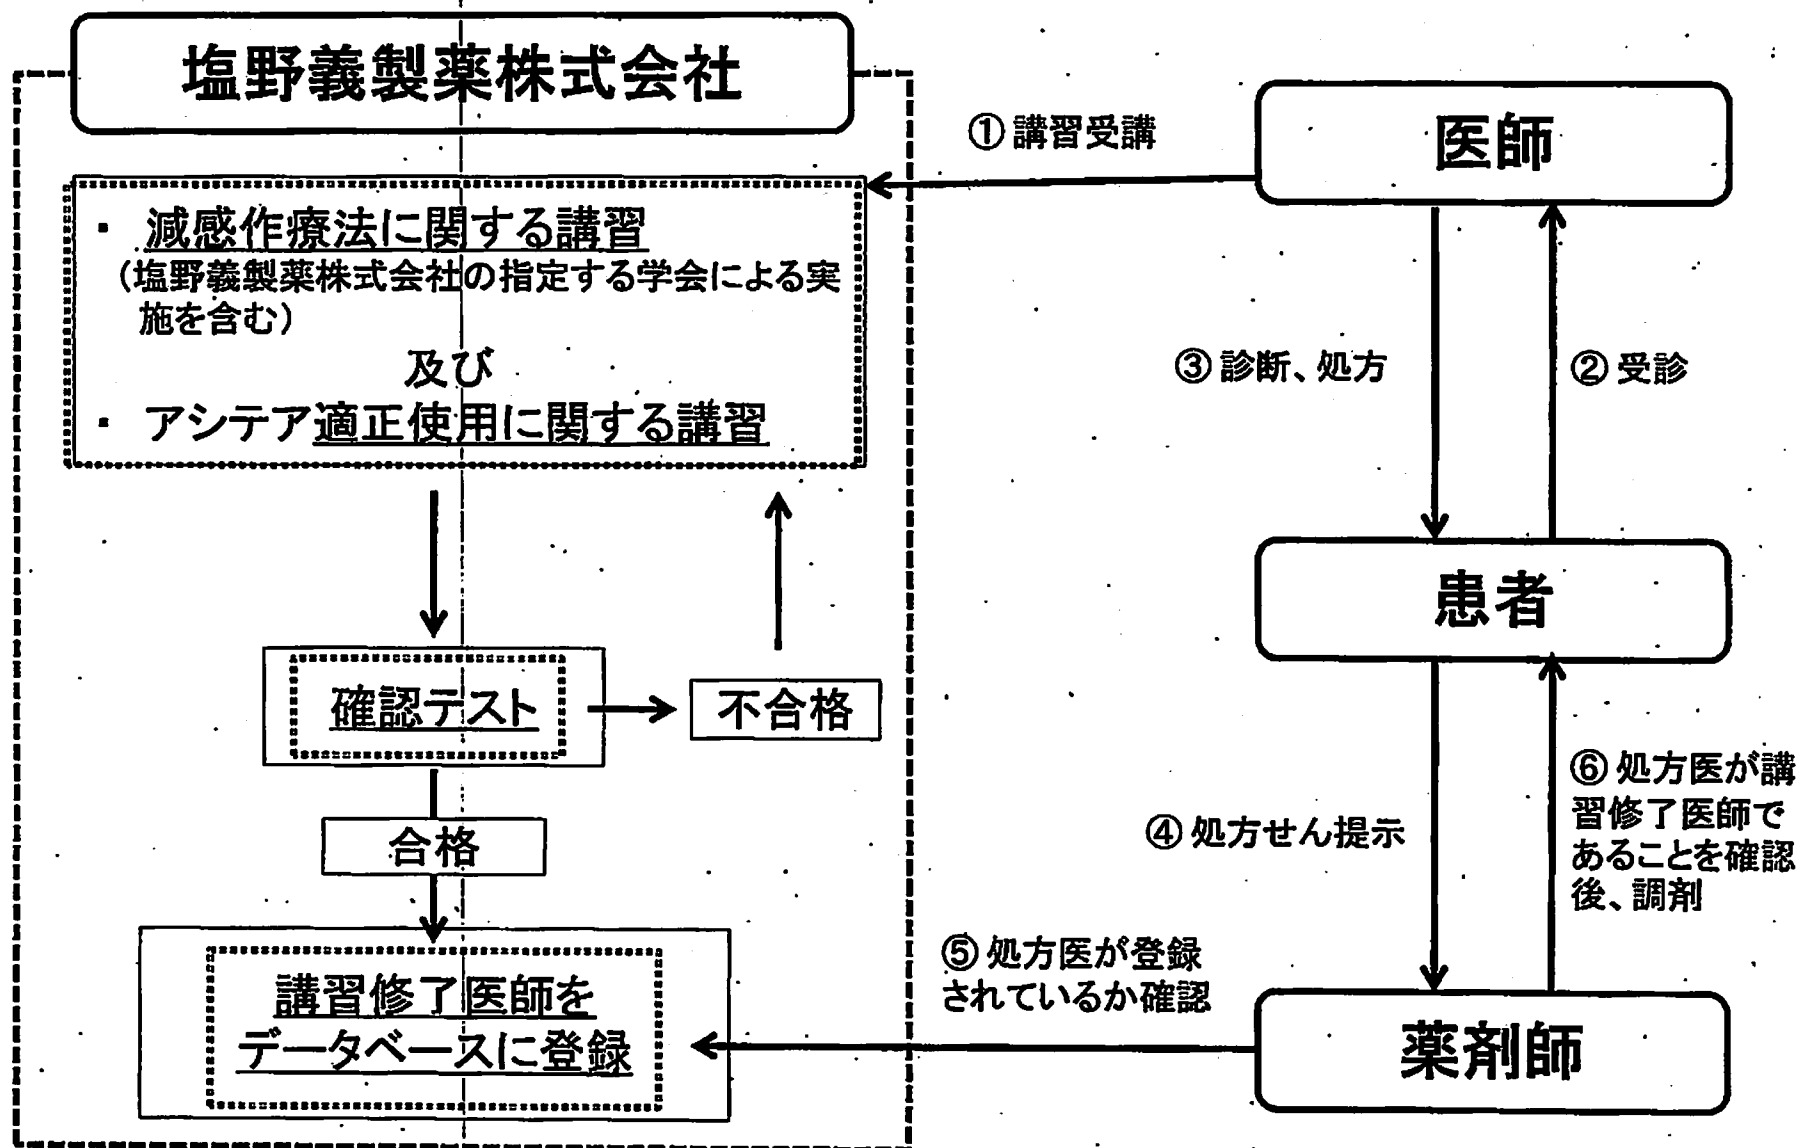 塩野義製薬株式会社
・ 減感作療法に関する講習
（塩野義製薬株式会社の指定する学会による実
施を含む）
及び
・ アシテア適正使用に関する講習
確認テスト
不合格
合格
講習修了医師を
データベースに登録
① 講習受講
医師
③ 診断、処方
② 受診
患者
④ 処方せん提示
⑥ 処方医が講
習修了医師で
あることを確認
後、調剤
⑤ 処方医が登録
されているか確認
薬剤師